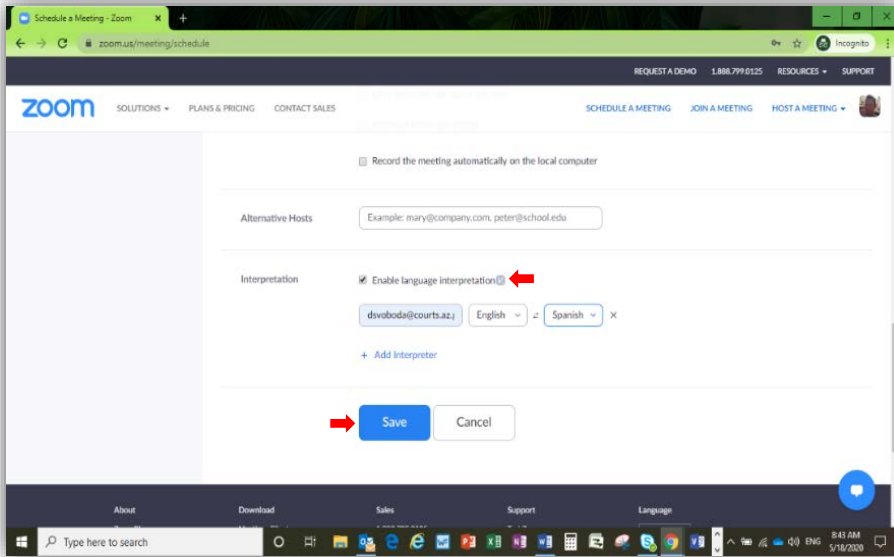 Schedule a Meeting - Zoom
zoom.us/meeting/schedule
Incognito
REQUEST A DEMO 1.888.799.0125 RESOURCES SUPPORT
zoom SOLUTIONS PLANS & PRICING CONTACT SALES SCHEDULE A MEETING JOIN A MEETING HOST A MEETING
Record the meeting automatically on the local computer
Alternative Hosts Example: mary@company.com, peter@school.edu
Interpretation Enable language interpretation
dsvoboda@courts.az.g English Spanish
+ Add Interpreter
Save Cancel
About Download Sales Support Language
Type here to search ENG 8:43 AM
5/18/2020